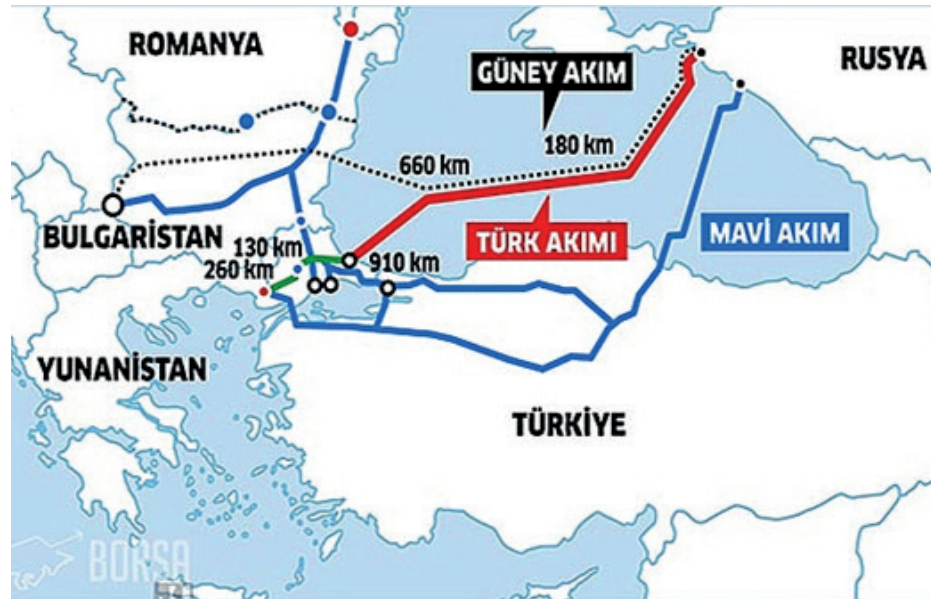 ROMANYA
RUSYA
GÜNEY AKIM
180 km
660 km
TÜRK AKIMI
MAVİ AKIM
BULGARİSTAN
130 km
260 km
910 km
YUNANİSTAN
TÜRKİYE
BORSA